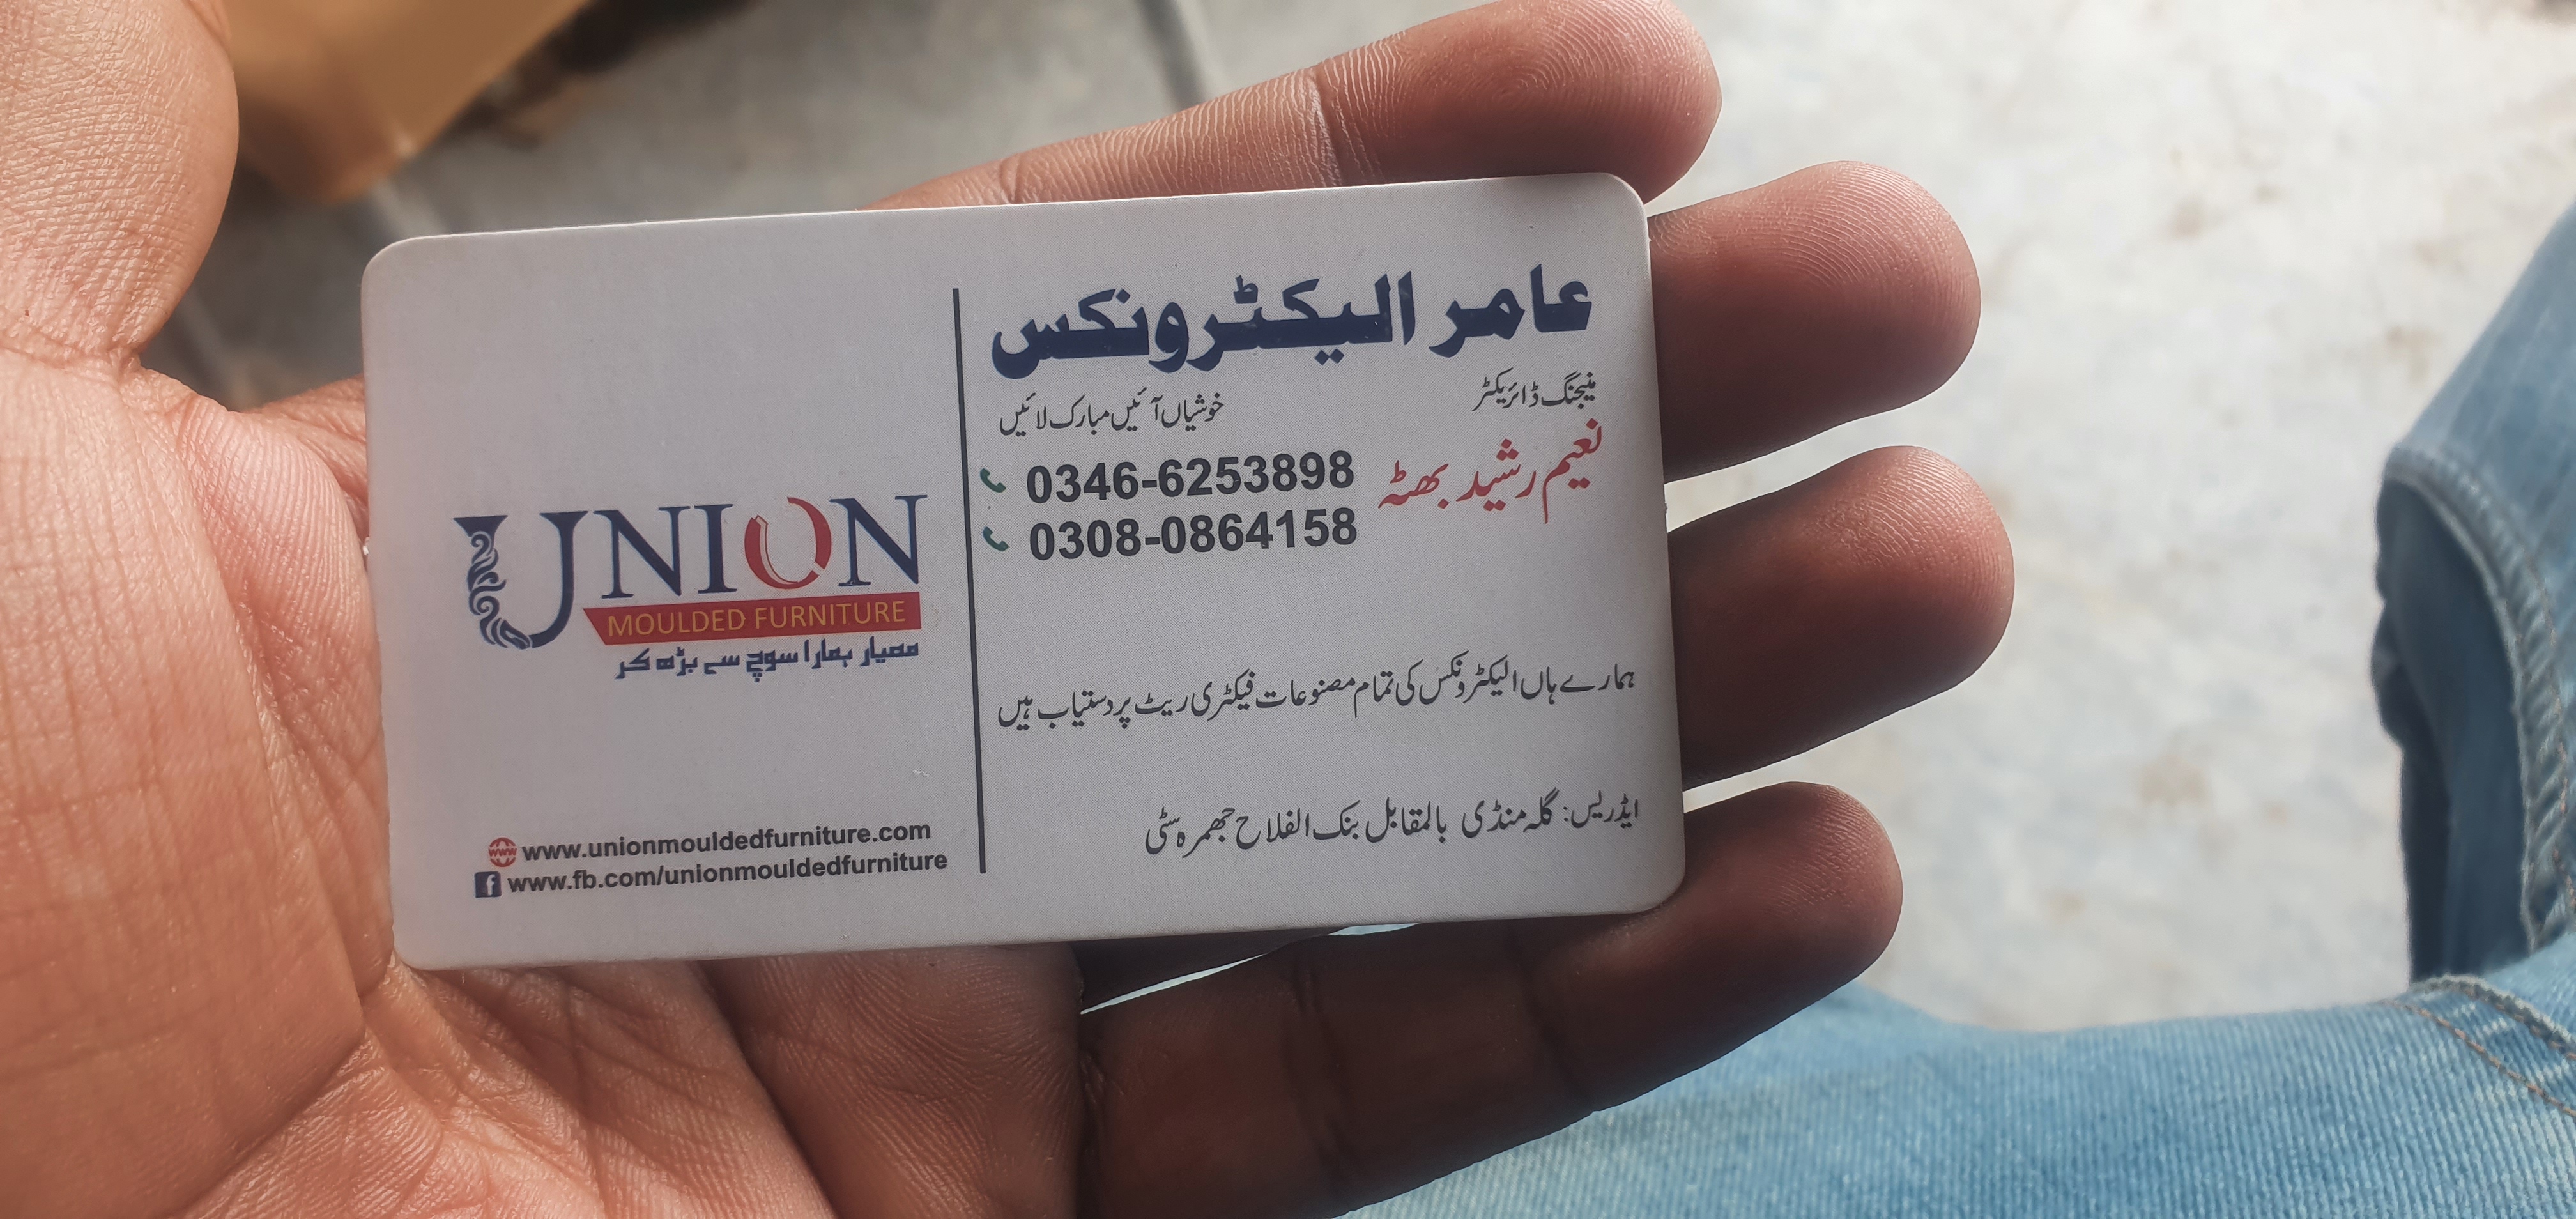 عامر الیکٹرونکس
منیجنگ ڈائریکٹر
نعیم رشید بھٹہ
خوشیاں آئیں مبارک لائیں
0346-6253898
0308-0864158
ہمارے ہاں الیکٹرونکس کی تمام مصنوعات فیکٹری ریٹ پر دستیاب ہیں
ایڈریس: گلہ منڈی بالمقابل بنک الفلاح جھمرہ سٹی
UNION
MOULDED FURNITURE
معیار ہمارا سوچ سے بڑھ کر
www.unionmouldedfurniture.com
www.fb.com/unionmouldedfurniture